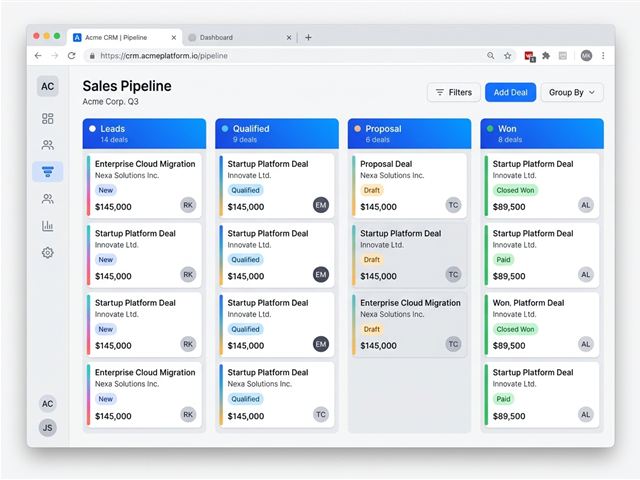 Acme CRM | Pipeline
Dashboard
https://crm.acmeplatform.io/pipeline
MK
AC
Sales Pipeline
Acme Corp. Q3
Filters
Add Deal
Group By
Leads
14 deals
Enterprise Cloud Migration
Nexa Solutions Inc.
New
$145,000
RK
Startup Platform Deal
Innovate Ltd.
New
$145,000
RK
Startup Platform Deal
Innovate Ltd.
New
$145,000
RK
Enterprise Cloud Migration
Nexa Solutions Inc.
New
$145,000
RK
Qualified
9 deals
Startup Platform Deal
Innovate Ltd.
Qualified
$145,000
EM
Startup Platform Deal
Innovate Ltd.
Qualified
$145,000
EM
Startup Platform Deal
Innovate Ltd.
Qualified
$145,000
EM
Startup Platform Deal
Nexa Solutions Inc.
Qualified
$145,000
TC
Proposal
6 deals
Proposal Deal
Nexa Solutions Inc.
Draft
$145,000
TC
Startup Platform Deal
Innovate Ltd.
Draft
$145,000
TC
Enterprise Cloud Migration
Nexa Solutions Inc.
Draft
$145,000
TC
Won
8 deals
Startup Platform Deal
Innovate Ltd.
Closed Won
$89,500
AL
Startup Platform Deal
Innovate Ltd.
Paid
$89,500
AL
Won, Platform Deal
Innovate Ltd.
Closed Won
$89,500
AL
Startup Platform Deal
Innovate Ltd.
Paid
$89,500
AL
AC
JS